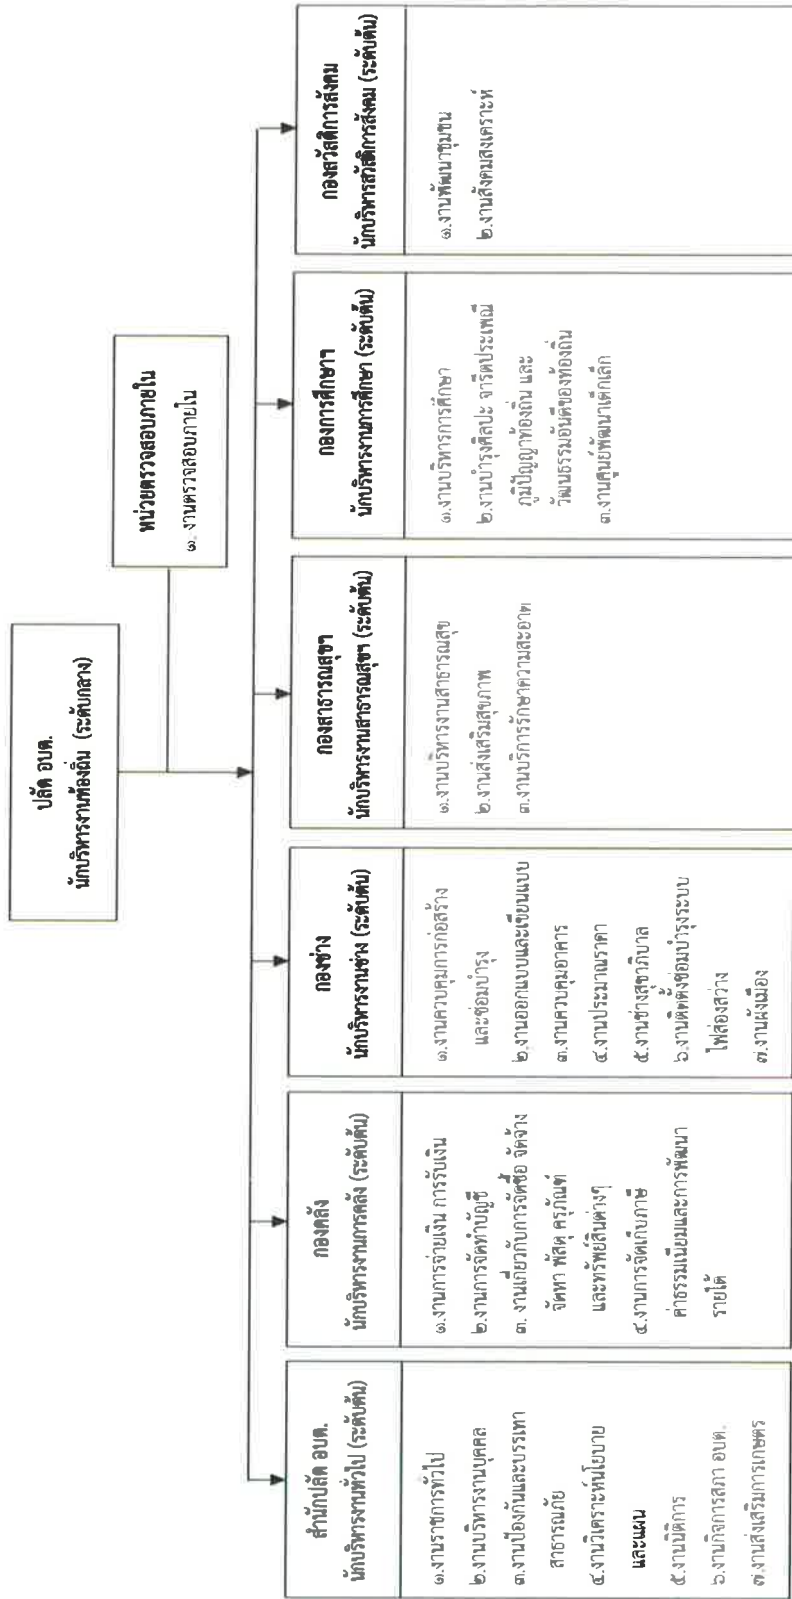 ปลัด อบต.
นักบริหารงานท้องถิ่น (ระดับกลาง)
หน่วยตรวจสอบภายใน
๑. งานตรวจสอบภายใน
สำนักปลัด อบต.
นักบริหารงานทั่วไป (ระดับต้น)
๑.งานราชการทั่วไป
๒.งานบริหารงานบุคคล
๓.งานป้องกันและบรรเทา
สาธารณภัย
๔.งานวิเคราะห์นโยบาย
และแผน
๕.งานนิติการ
๖.งานกิจการสภา อบต.
๗.งานส่งเสริมการเกษตร
กองคลัง
นักบริหารงานการคลัง (ระดับต้น)
๑.งานการจ่ายเงิน การรับเงิน
๒.งานการจัดทำบัญชี
๓. งานเกี่ยวกับการจัดซื้อ จัดจ้าง
จัดหา พัสดุ ครุภัณฑ์
และทรัพย์สินต่างๆ
๔.งานการจัดเก็บภาษี
ค่าธรรมเนียมและการพัฒนา
รายได้
กองช่าง
นักบริหารงานช่าง (ระดับต้น)
๑.งานควบคุมการก่อสร้าง
และซ่อมบำรุง
๒.งานออกแบบและเขียนแบบ
๓.งานควบคุมอาคาร
๔.งานประมาณราคา
๕.งานช่างสุขาภิบาล
๖.งานติดตั้งซ่อมบำรุงระบบ
ไฟส่องสว่าง
๗.งานผังเมือง
กองสาธารณสุขฯ
นักบริหารงานสาธารณสุขฯ (ระดับต้น)
๑.งานบริหารงานสาธารณสุข
๒.งานส่งเสริมสุขภาพ
๓.งานบริการรักษาความสะอาด
กองการศึกษาฯ
นักบริหารงานการศึกษา (ระดับต้น)
๑.งานบริหารการศึกษา
๒.งานบำรุงศิลปะ จารีตประเพณี
ภูมิปัญญาท้องถิ่น และ
วัฒนธรรมอันดีของท้องถิ่น
๓.งานศูนย์พัฒนาเด็กเล็ก
กองสวัสดิการสังคม
นักบริหารสวัสดิการสังคม (ระดับต้น)
๑.งานพัฒนาชุมชน
๒.งานสังคมสงเคราะห์